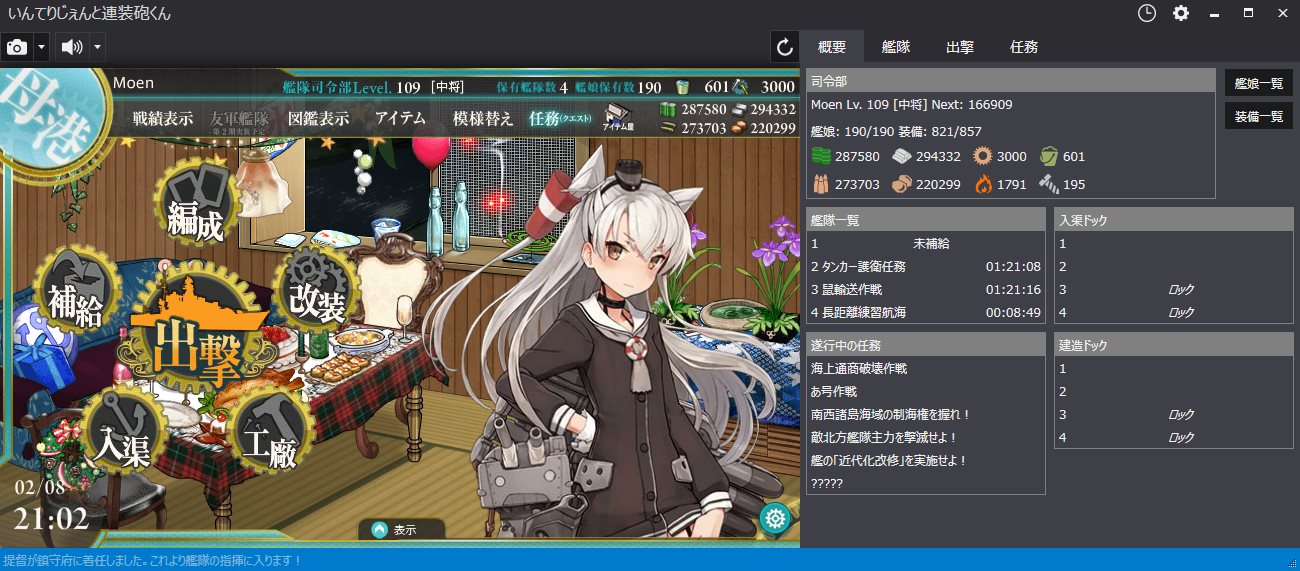 いんてりじぇんと連装砲くん
母港
Moen
艦隊司令部Level. 109 [中将]
保有艦隊数 4 艦娘保有数 190
601
3000
戦績表示
友軍艦隊
-第2期実装予定-
図鑑表示
アイテム
模様替え
任務(クエスト)
アイテム屋
287580 294332
273703 220299
編成
補給
出撃
改装
入渠
工廠
02/08
21:02
表示
概要 艦隊 出撃 任務
司令部
Moen Lv. 109 [中将] Next: 166909
艦娘: 190/190 装備: 821/857
287580 294332 3000 601
273703 220299 1791 195
艦娘一覧
装備一覧
艦隊一覧
1 未補給
2 タンカー護衛任務 01:21:08
3 鼠輸送作戦 01:21:16
4 長距離練習航海 00:08:49
入渠ドック
1
2
3 ロック
4 ロック
遂行中の任務
海上通商破壊作戦
あ号作戦
南西諸島海域の制海権を握れ！
敵北方艦隊主力を撃滅せよ！
艦の「近代化改修」を実施せよ！
?????
建造ドック
1
2
3 ロック
4 ロック
提督が鎮守府に着任しました。これより艦隊の指揮に入ります！